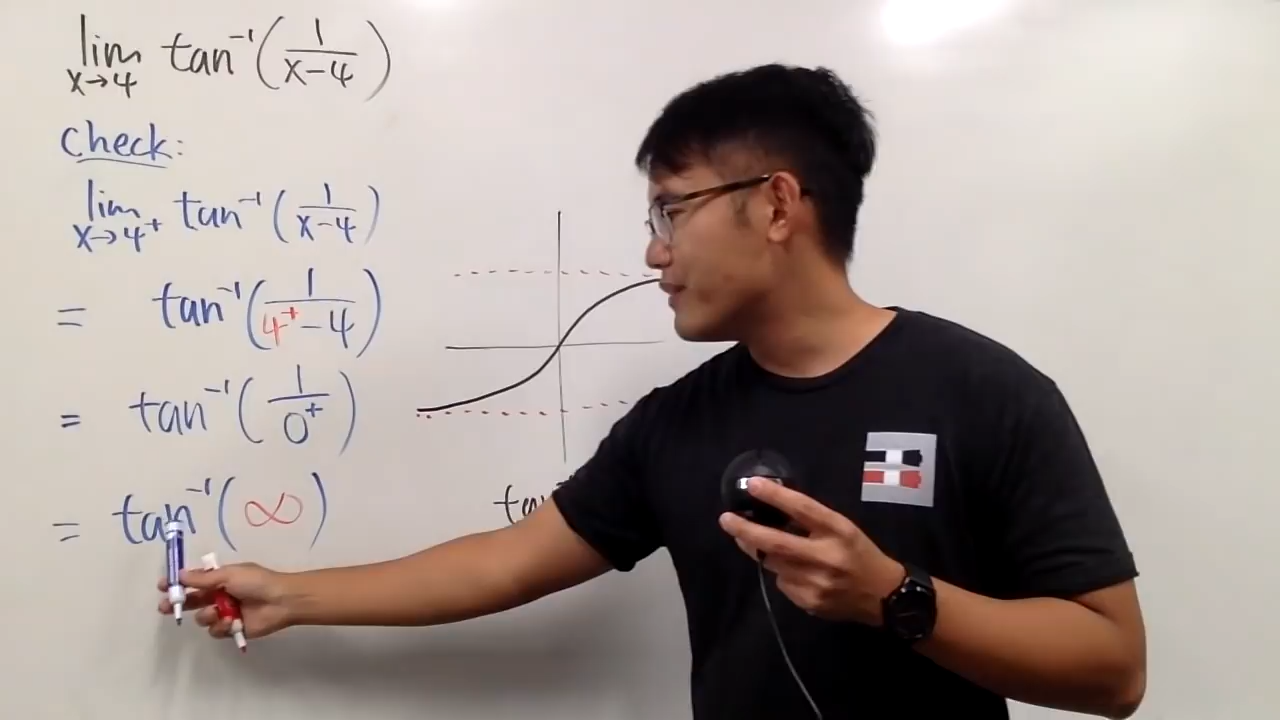 lim x→4 tan⁻¹(1/(x-4))
Check:
lim x→4⁺ tan⁻¹(1/(x-4))
= tan⁻¹(1/(4⁺-4))
= tan⁻¹(1/0⁺)
= tan⁻¹(∞)